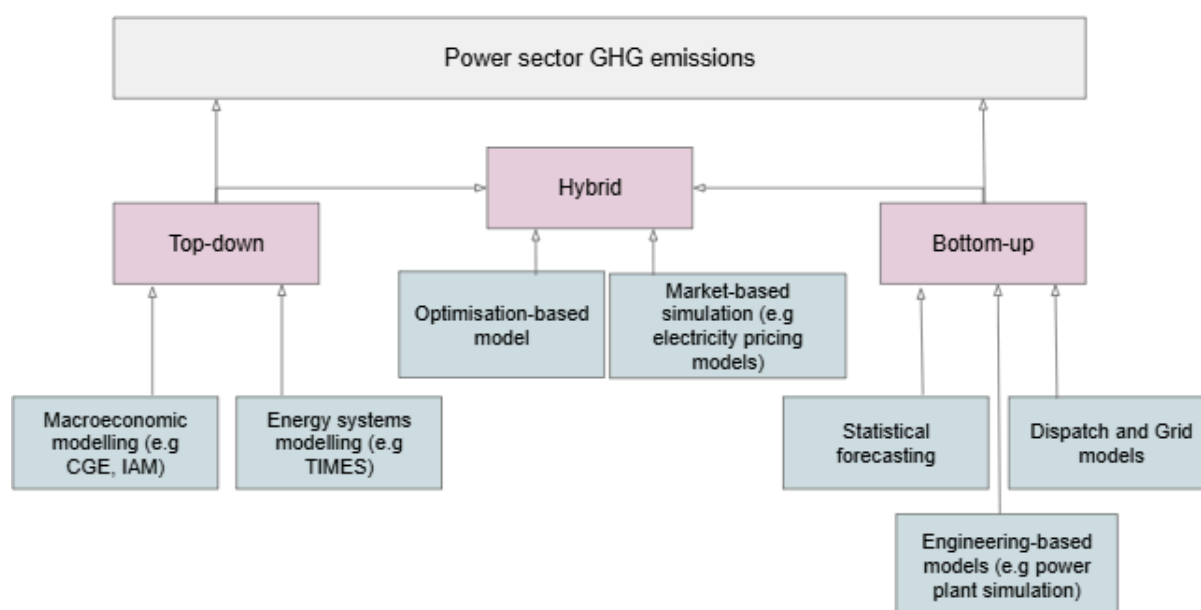 Power sector GHG emissions
Hybrid
Top-down
Bottom-up
Optimisation-based
model
Market-based
simulation (e.g
electricity pricing
models)
Macroeconomic
modelling (e.g
CGE, IAM)
Energy systems
modelling (e.g
TIMES)
Statistical
forecasting
Dispatch and Grid
models
Engineering-based
models (e.g power
plant simulation)